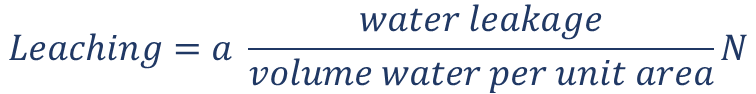 Leaching = a water leakage / volume water per unit area N